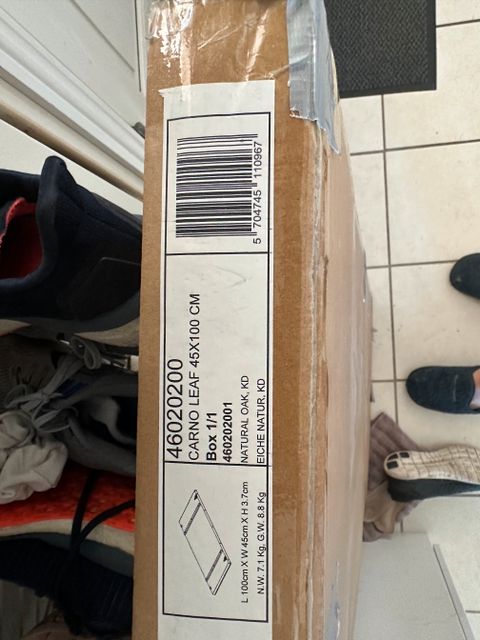 46020200
CARNO LEAF 45X100 CM
Box 1/1
460202001
NATURAL OAK, KD
EICHE NATUR, KD
5 704745 110967
L 100cm X W 45cm X H 3.7cm
N.W. 7.1 Kg, G.W. 8.8 Kg